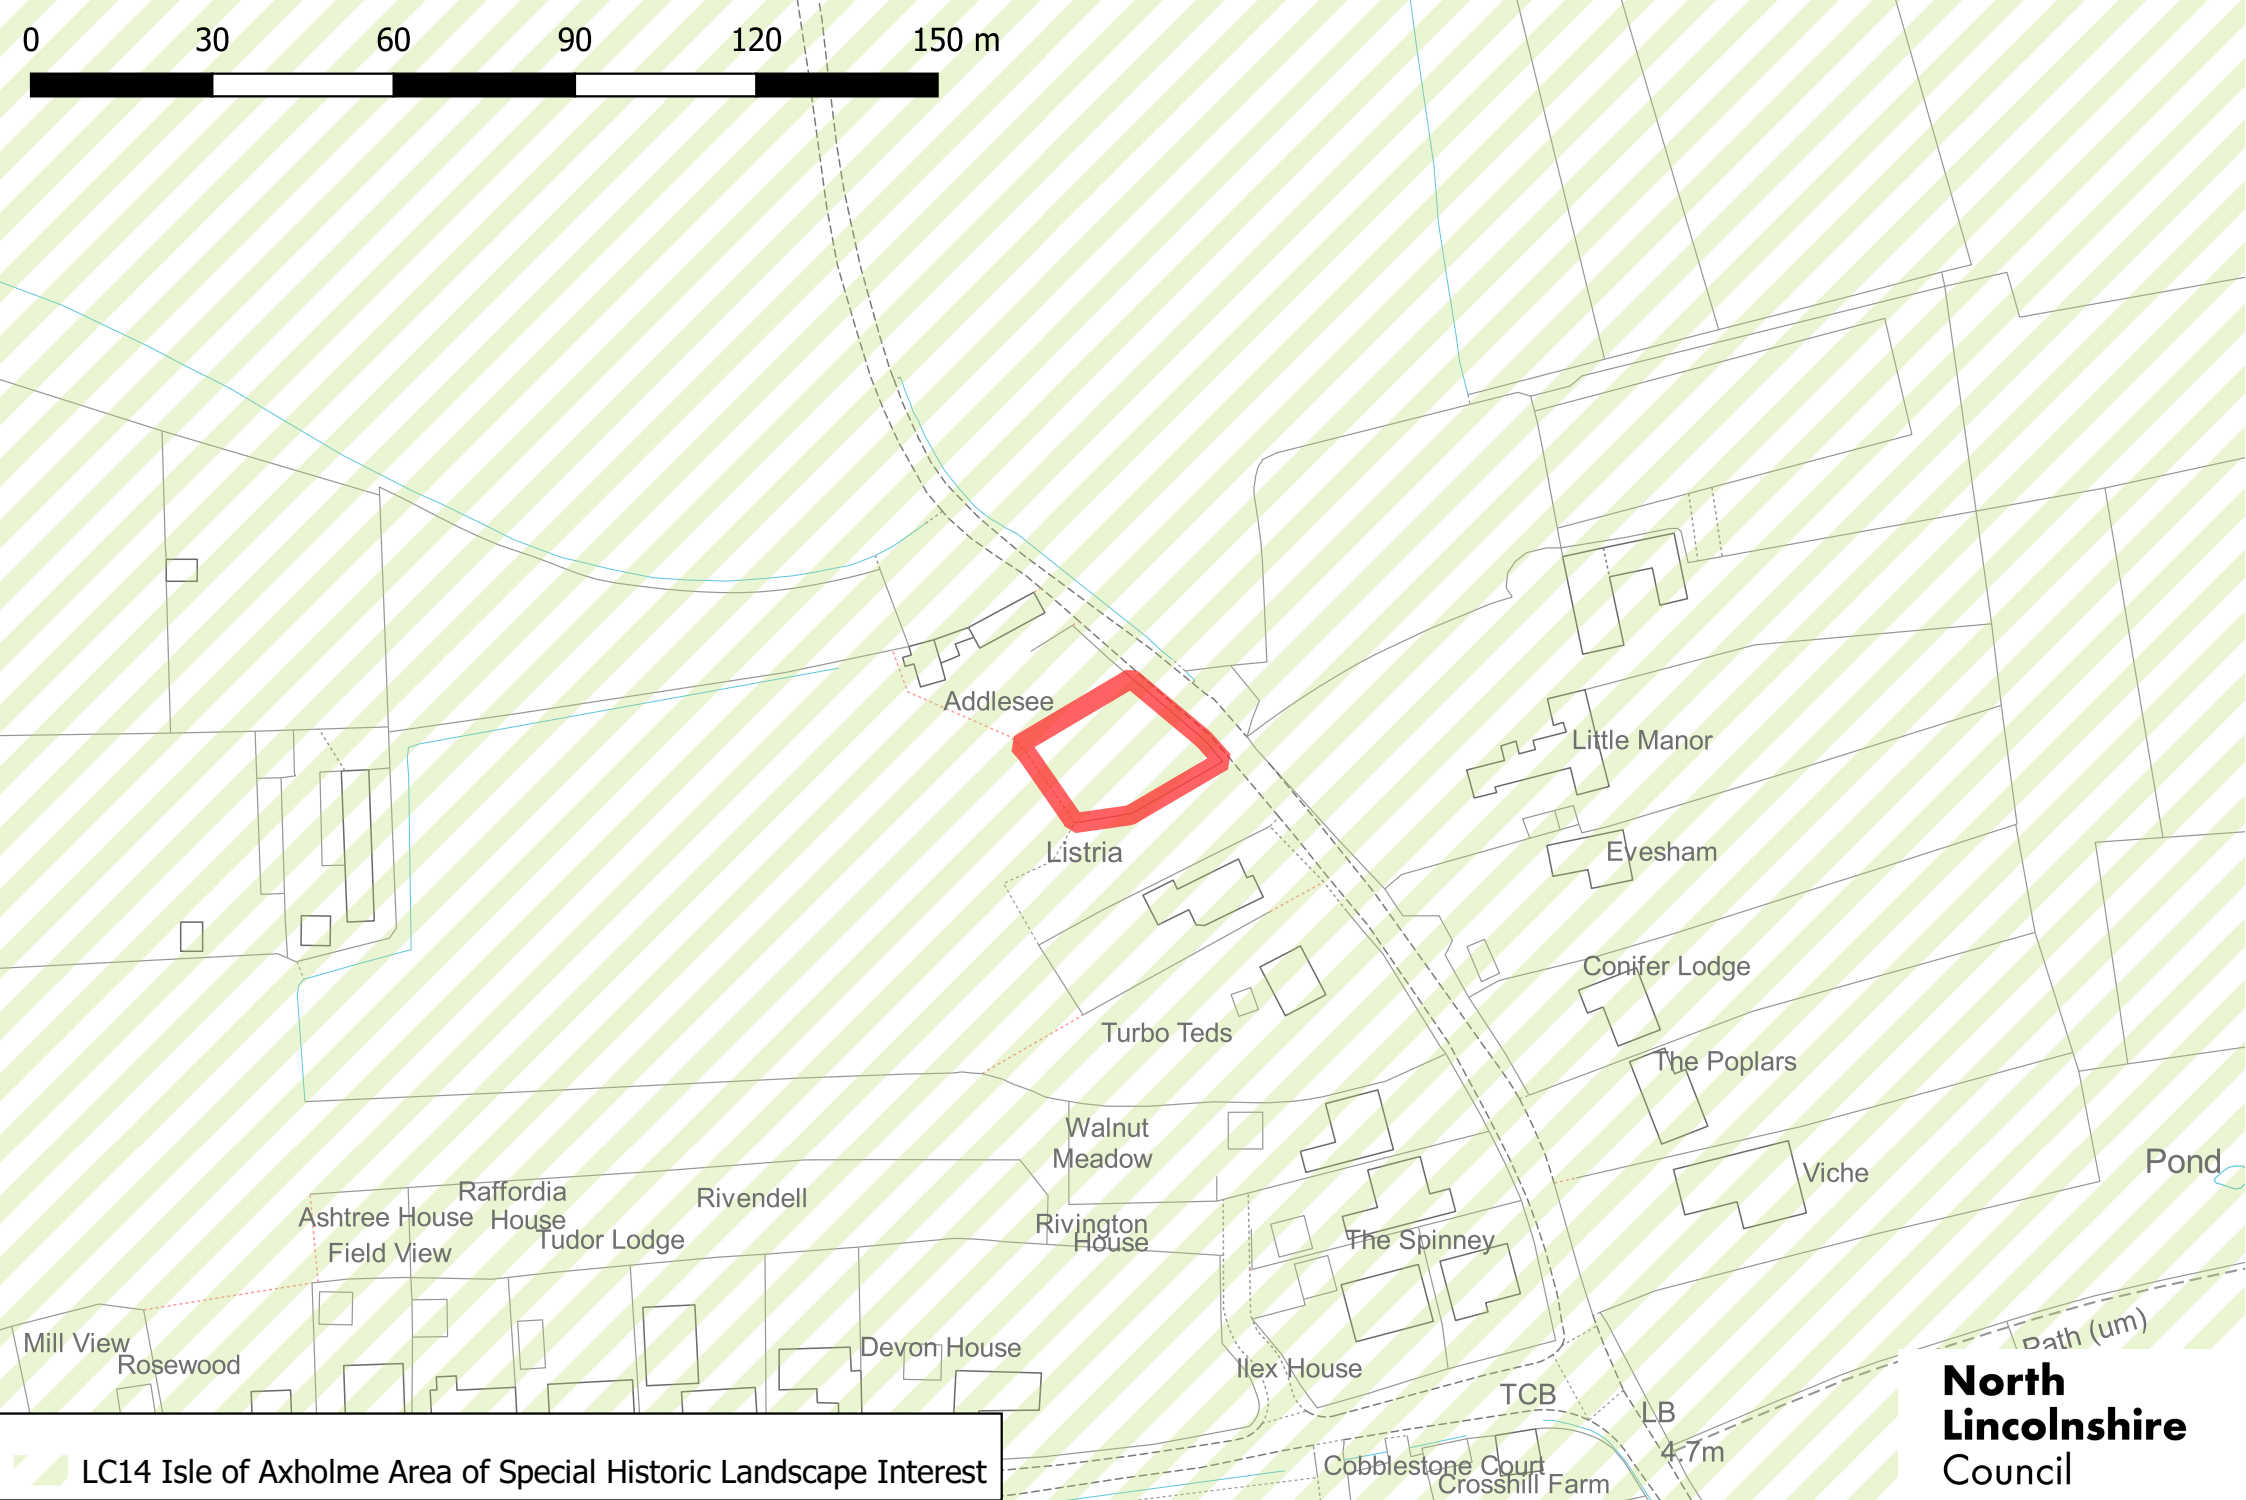 0 30 60 90 120 150 m
Addlesee
Little Manor
Listria
Evesham
Conifer Lodge
Turbo Teds
The Poplars
Walnut
Meadow
Pond
Viche
Raffordia
House
Rivendell
Ashtree House
Tudor Lodge
Field View
Rivington
House
The Spinney
Mill View
Rosewood
Devon House
Ilex House
Path (um)
TCB
LB
4.7m
Cobblestone Court
Crosshill Farm
LC14 Isle of Axholme Area of Special Historic Landscape Interest
North
Lincolnshire
Council